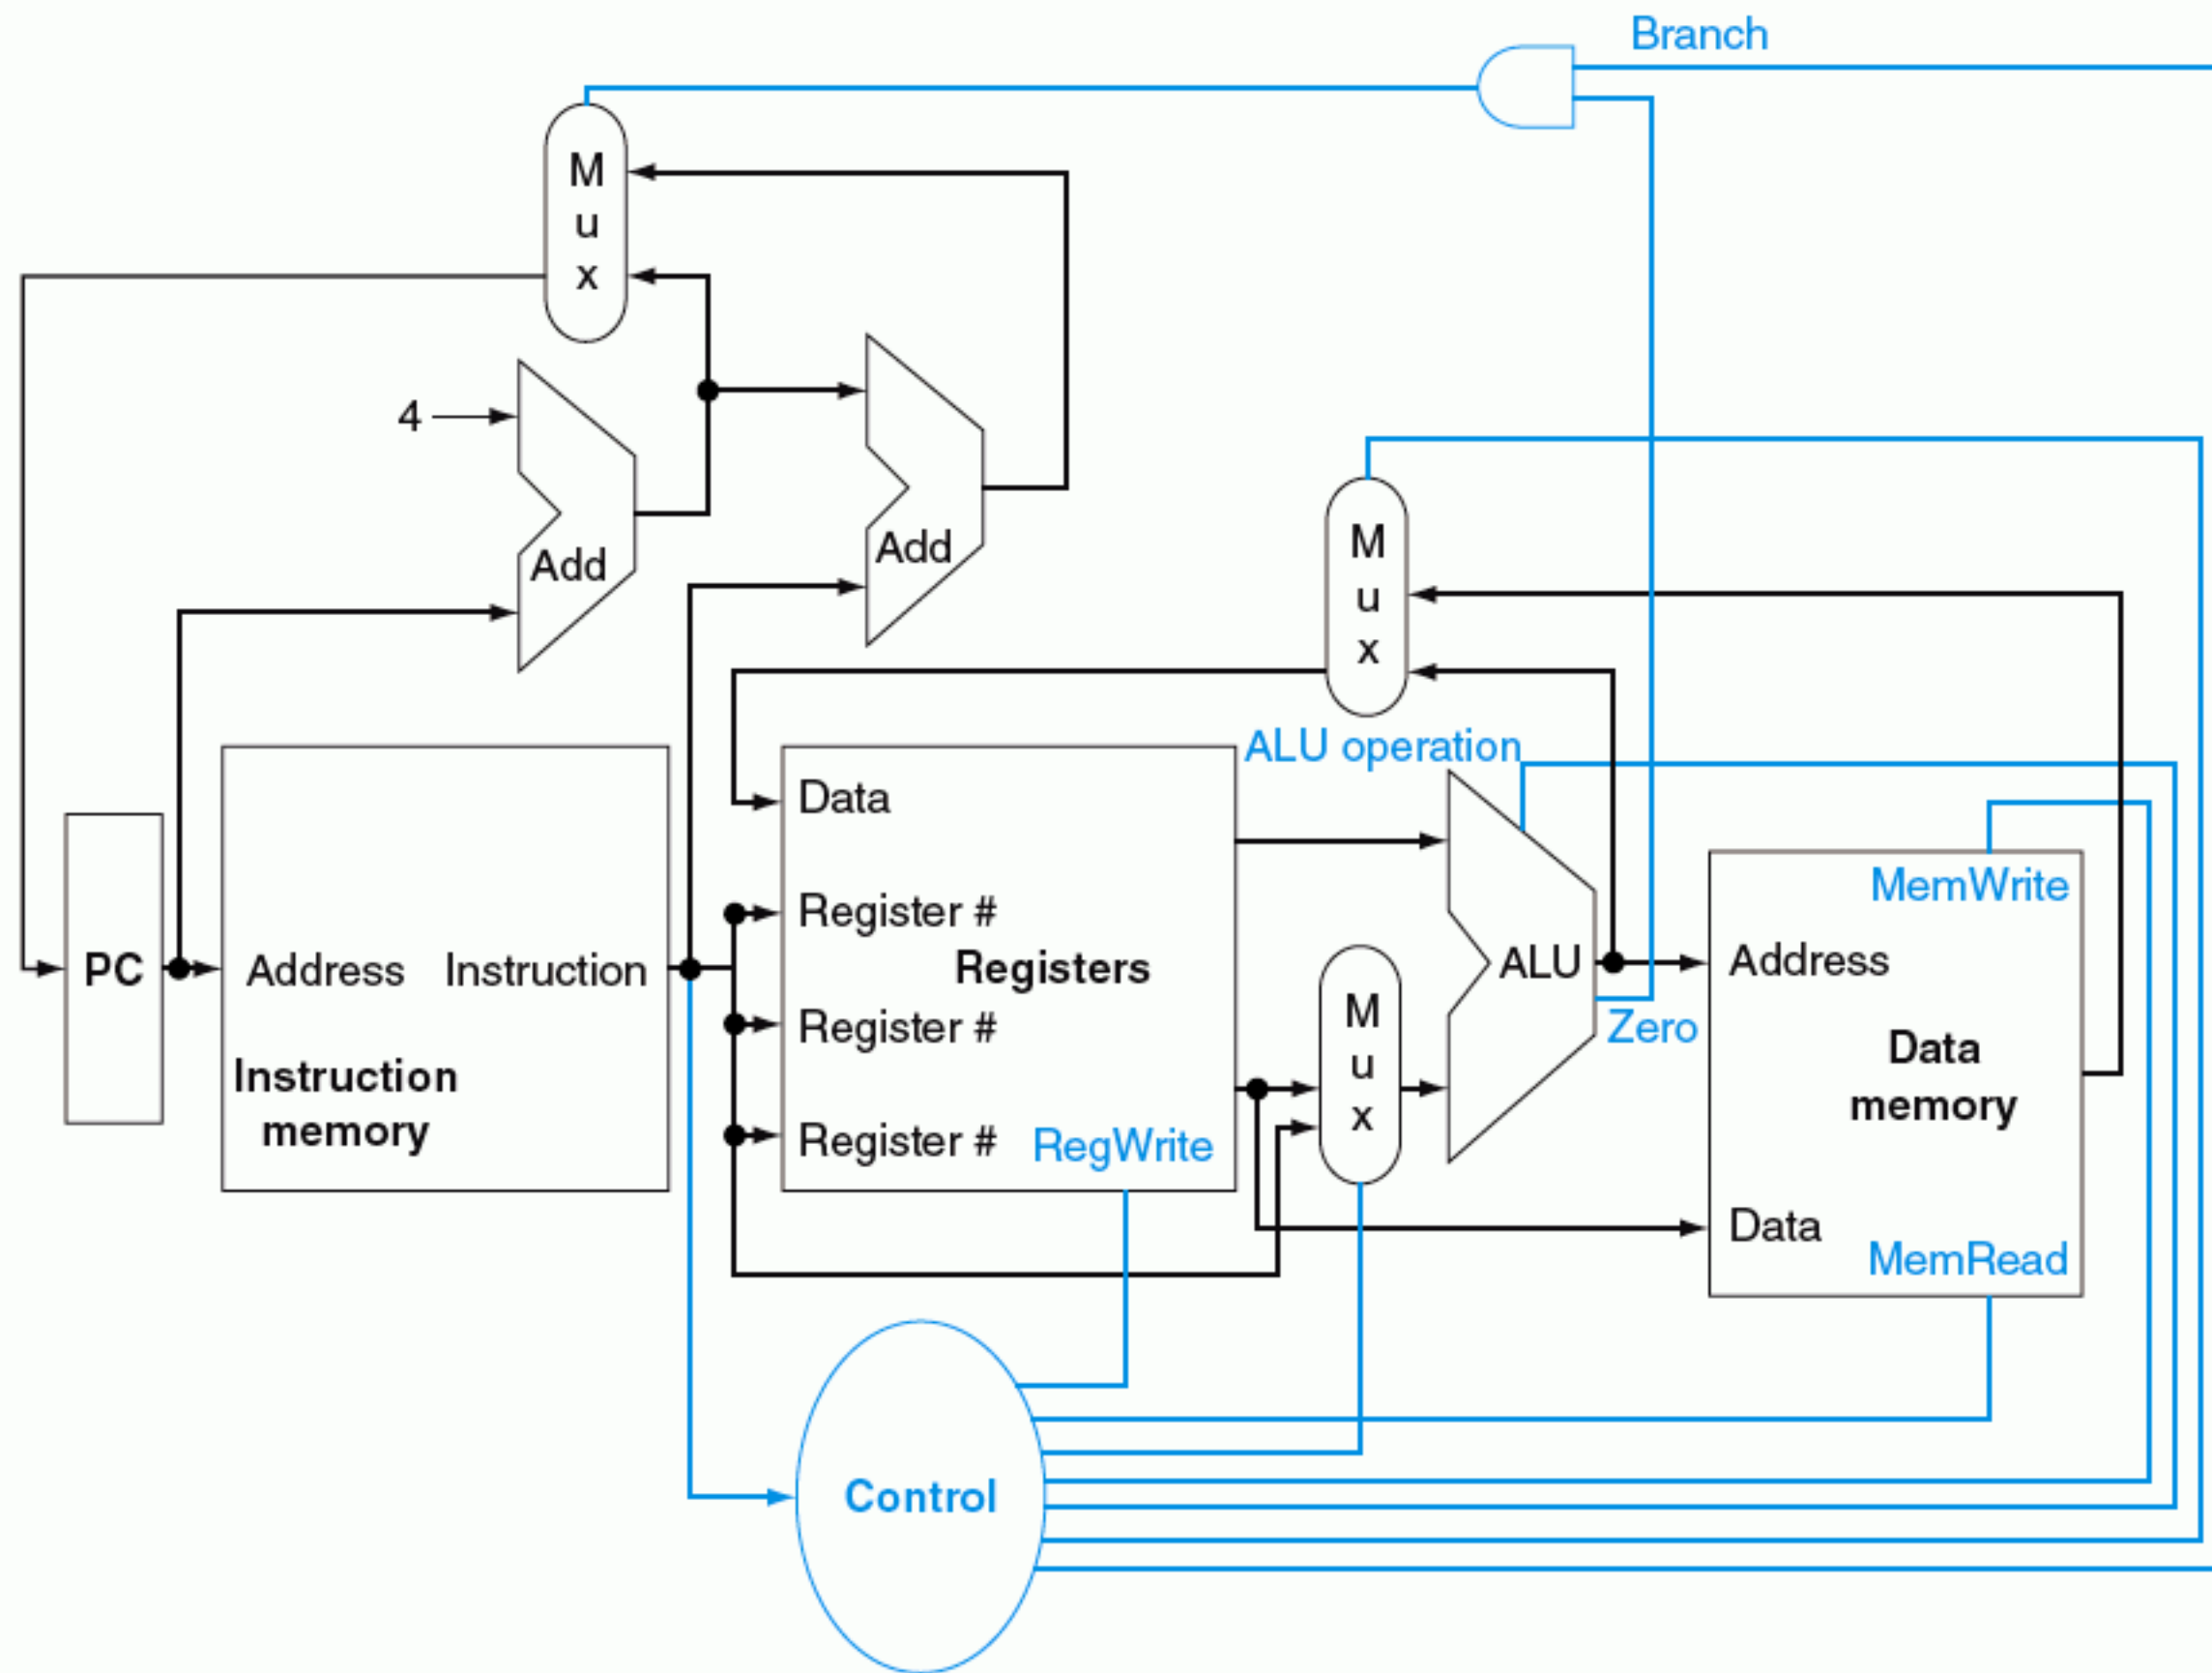 Branch
M
u
x
4
Add
Add
M
u
x
ALU operation
Data
Register #
Registers
Register #
Register #
RegWrite
PC
Address
Instruction
Instruction
memory
M
u
x
ALU
Zero
MemWrite
Address
Data
memory
Data
MemRead
Control